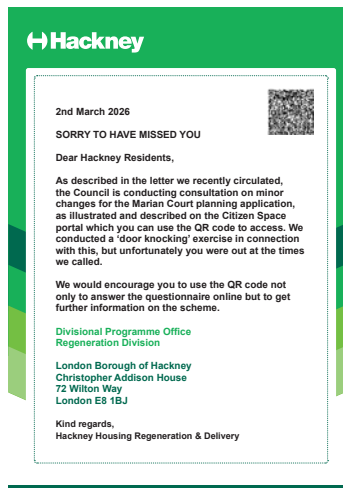 Hackney
2nd March 2026
SORRY TO HAVE MISSED YOU
Dear Hackney Residents,
As described in the letter we recently circulated,
the Council is conducting consultation on minor
changes for the Marian Court planning application,
as illustrated and described on the Citizen Space
portal which you can use the QR code to access. We
conducted a ‘door knocking’ exercise in connection
with this, but unfortunately you were out at the times
we called.
We would encourage you to use the QR code not
only to answer the questionnaire online but to get
further information on the scheme.
Divisional Programme Office
Regeneration Division
London Borough of Hackney
Christopher Addison House
72 Wilton Way
London E8 1BJ
Kind regards,
Hackney Housing Regeneration & Delivery